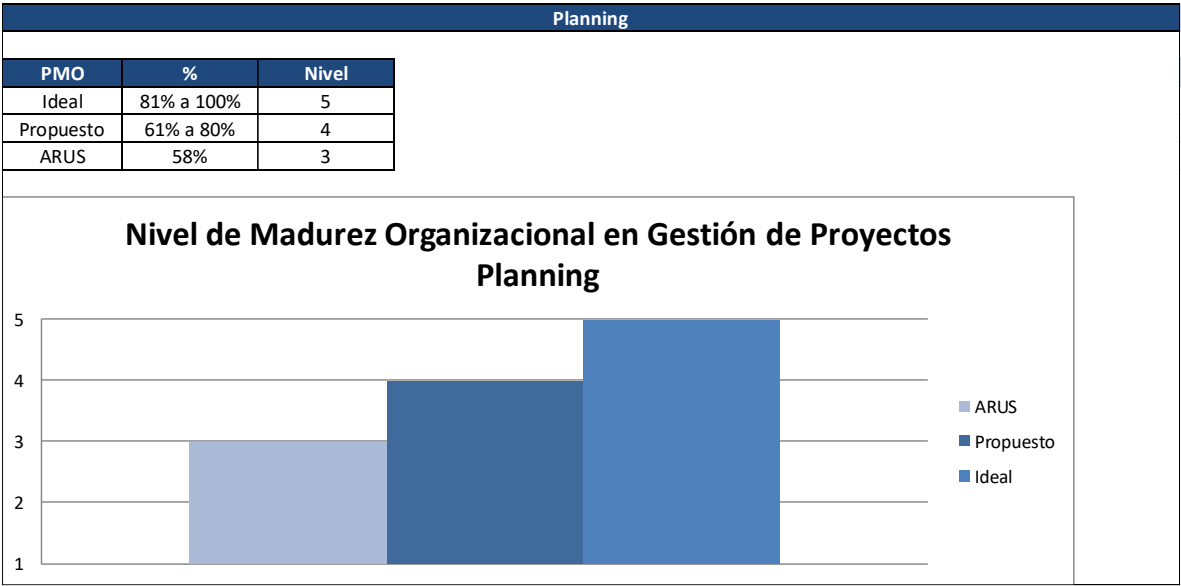 Planning
PMO % Nivel
Ideal 81% a 100% 5
Propuesto 61% a 80% 4
ARUS 58% 3
Nivel de Madurez Organizacional en Gestión de Proyectos
Planning
5
4
3
2
1
ARUS
Propuesto
Ideal